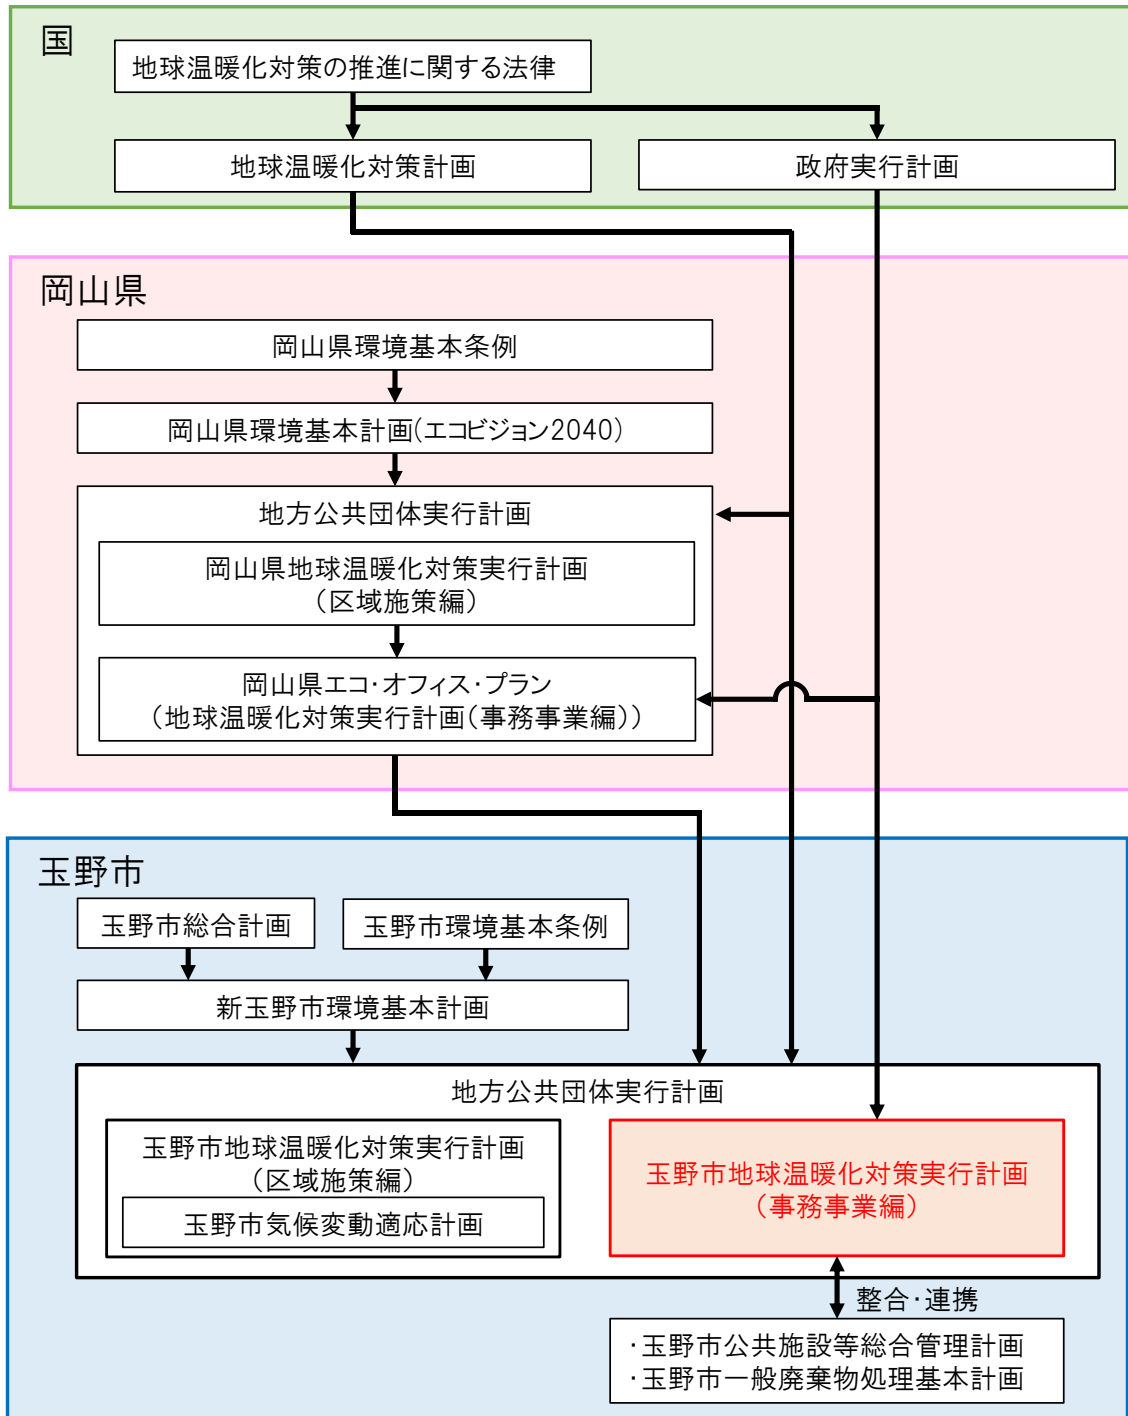 国
地球温暖化対策の推進に関する法律
地球温暖化対策計画
政府実行計画
岡山県
岡山県環境基本条例
岡山県環境基本計画(エコビジョン2040)
地方公共団体実行計画
岡山県地球温暖化対策実行計画
(区域施策編)
岡山県エコ・オフィス・プラン
(地球温暖化対策実行計画(事務事業編))
玉野市
玉野市総合計画
玉野市環境基本条例
新玉野市環境基本計画
地方公共団体実行計画
玉野市地球温暖化対策実行計画
(区域施策編)
玉野市気候変動適応計画
玉野市地球温暖化対策実行計画
(事務事業編)
整合・連携
・玉野市公共施設等総合管理計画
・玉野市一般廃棄物処理基本計画